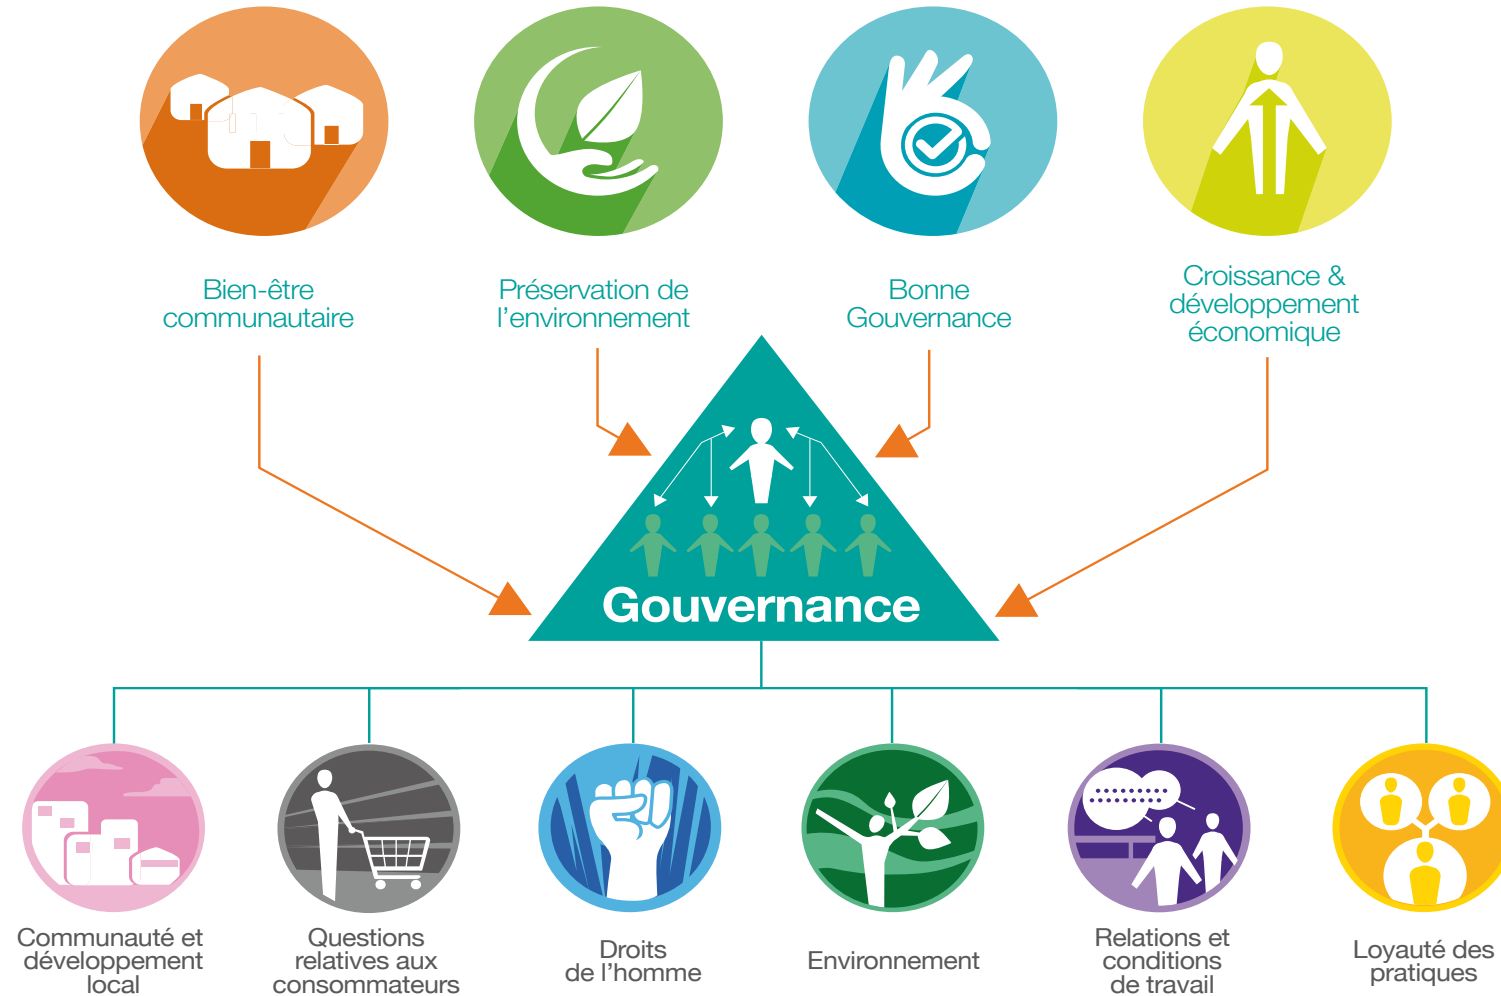 Bien-être
communautaire
Préservation de
l’environnement
Bonne
Gouvernance
Croissance &
développement
économique
Gouvernance
Communauté et
développement
local
Questions
relatives aux
consommateurs
Droits
de l’homme
Environnement
Relations et
conditions
de travail
Loyauté des
pratiques